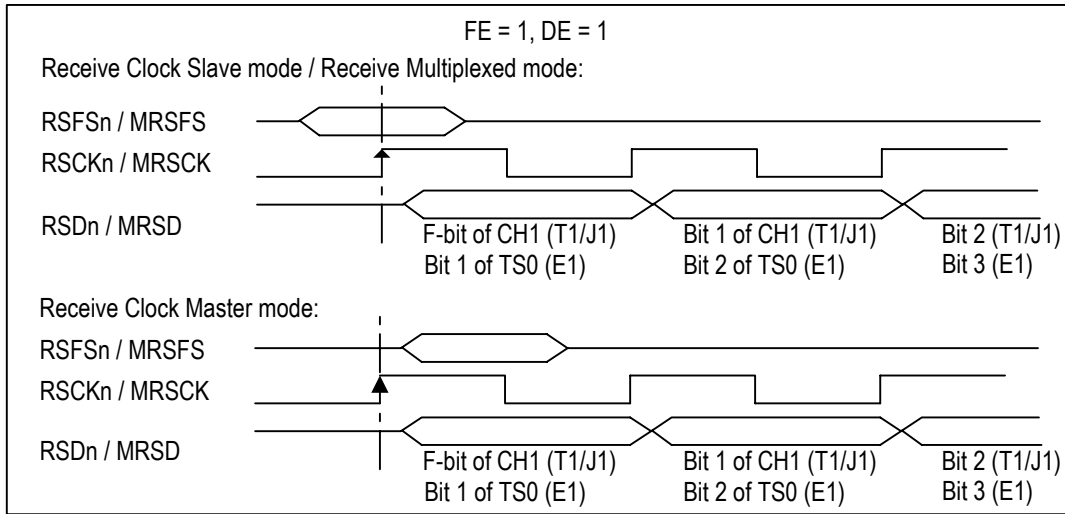 FE = 1, DE = 1
Receive Clock Slave mode / Receive Multiplexed mode:
RSFSn / MRSFS
RSCKn / MRSCK
RSDn / MRSD
F-bit of CH1 (T1/J1) Bit 1 of CH1 (T1/J1) Bit 2 (T1/J1)
Bit 1 of TS0 (E1) Bit 2 of TS0 (E1) Bit 3 (E1)
Receive Clock Master mode:
RSFSn / MRSFS
RSCKn / MRSCK
RSDn / MRSD
F-bit of CH1 (T1/J1) Bit 1 of CH1 (T1/J1) Bit 2 (T1/J1)
Bit 1 of TS0 (E1) Bit 2 of TS0 (E1) Bit 3 (E1)